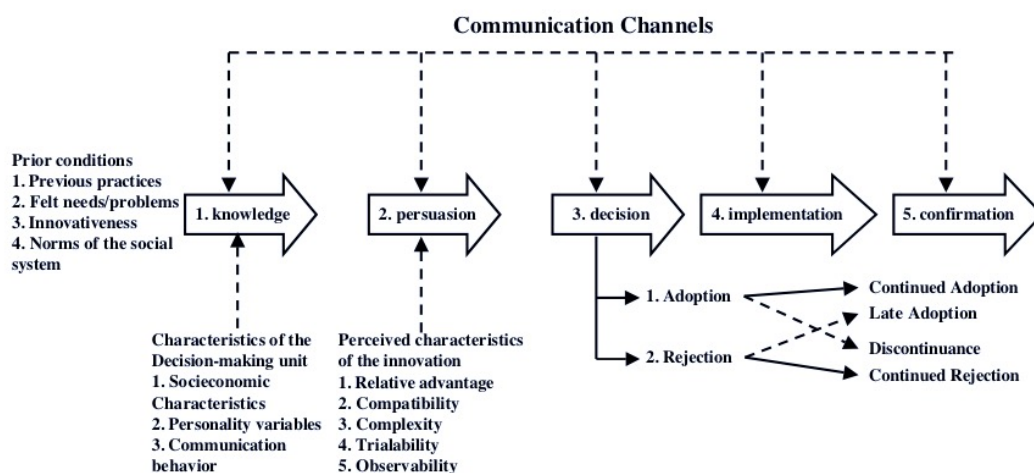 Communication Channels
Prior conditions
1. Previous practices
2. Felt needs/problems
3. Innovativeness
4. Norms of the social
system
1. knowledge
2. persuasion
3. decision
4. implementation
5. confirmation
1. Adoption
2. Rejection
Continued Adoption
Late Adoption
Discontinuance
Continued Rejection
Characteristics of the
Decision-making unit
1. Socieconomic
Characteristics
2. Personality variables
3. Communication
behavior
Perceived characteristics
of the innovation
1. Relative advantage
2. Compatibility
3. Complexity
4. Trialability
5. Observability